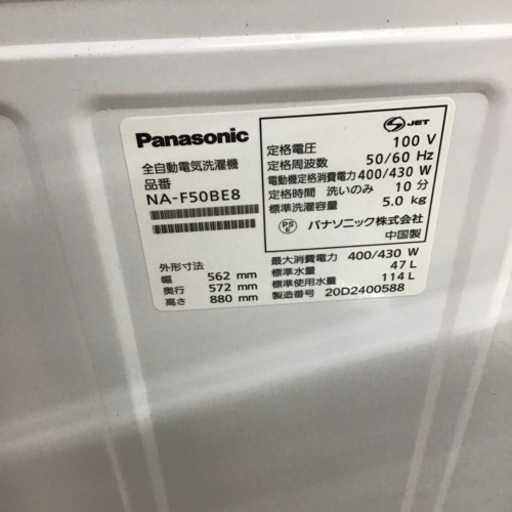 Panasonic
全自動電気洗濯機
品番
NA-F50BE8
外形寸法
幅 562 mm
奥行 572 mm
高さ 880 mm
S JET
定格電圧 100 V
定格周波数 50/60 Hz
電動機定格消費電力 400/430 W
定格時間 洗いのみ 10 分
標準洗濯容量 5.0 kg
PS E パナソニック株式会社
中国製
最大消費電力 400/430 W
標準水量 47 L
標準使用水量 114 L
製造番号 20D2400588